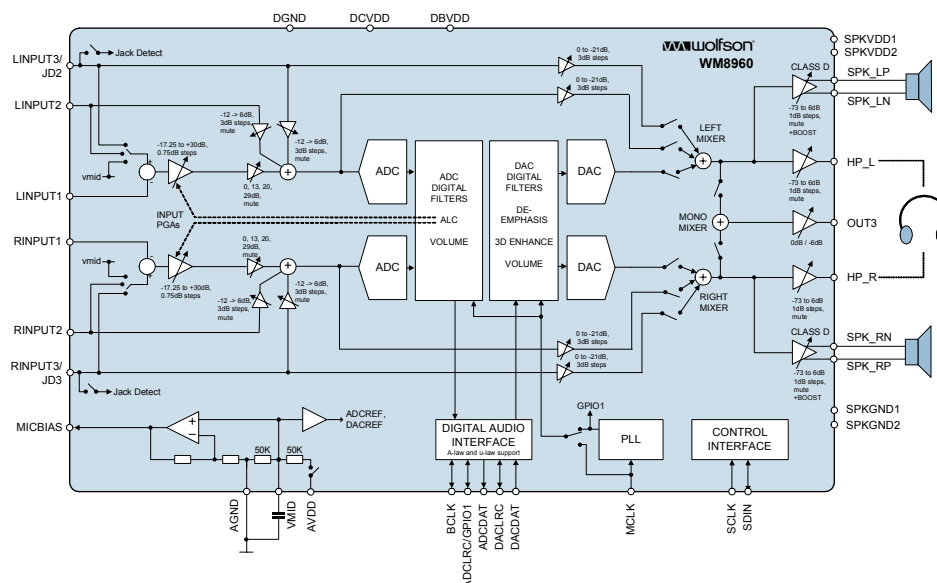 DGND
DCVDD
DBVDD
LINPUT3/
JD2
Jack Detect
LINPUT2
LINPUT1
RINPUT1
RINPUT2
RINPUT3/
JD3
Jack Detect
MICBIAS
wolfson
WM8960
SPKVDD1
SPKVDD2
SPK_LP
SPK_LN
HP_L
OUT3
HP_R
SPK_RN
SPK_RP
SPKGND1
SPKGND2
0 to -21dB,
3dB steps
0 to -21dB,
3dB steps
CLASS D
-73 to 6dB
1dB steps,
mute
+BOOST
-12 -> 6dB,
3dB steps,
mute
-12 -> 6dB,
3dB steps,
mute
-17.25 to +30dB,
0.75dB steps
vmid
+
-
0, 13, 20,
29dB,
mute
+
ADC
ADC
DIGITAL
FILTERS
ALC
VOLUME
DAC
DIGITAL
FILTERS
DE-
EMPHASIS
3D ENHANCE
VOLUME
DAC
LEFT
MIXER
+
-73 to 6dB
1dB steps,
mute
INPUT
PGAs
MONO
MIXER
+
0dB / -6dB
0, 13, 20,
29dB,
mute
vmid
-
+
-17.25 to +30dB,
0.75dB steps
+
-12 -> 6dB,
3dB steps,
mute
-12 -> 6dB,
3dB steps,
mute
ADC
DAC
+
RIGHT
MIXER
-73 to 6dB
1dB steps,
mute
0 to -21dB,
3dB steps
0 to -21dB,
3dB steps
CLASS D
-73 to 6dB
1dB steps,
mute
+BOOST
+
-
ADCREF,
DACREF
50K
50K
DIGITAL AUDIO
INTERFACE
A-law and u-law support
GPIO1
PLL
CONTROL
INTERFACE
AGND
VMID
AVDD
BCLK
ADCLRC/GPIO1
ADCDAT
DACLRC
DACDAT
MCLK
SCLK
SDIN